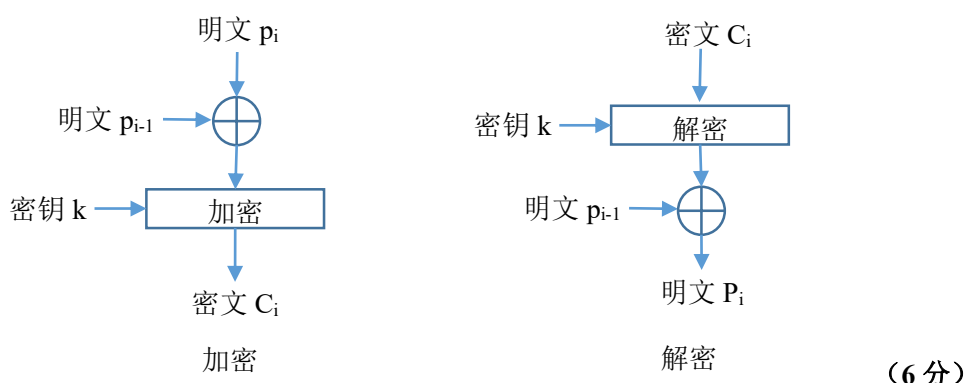 明文 pi
明文 pi-1
密钥 k
加密
密文 Ci
加密
密文 Ci
密钥 k
解密
明文 pi-1
明文 Pi
解密
（6 分）